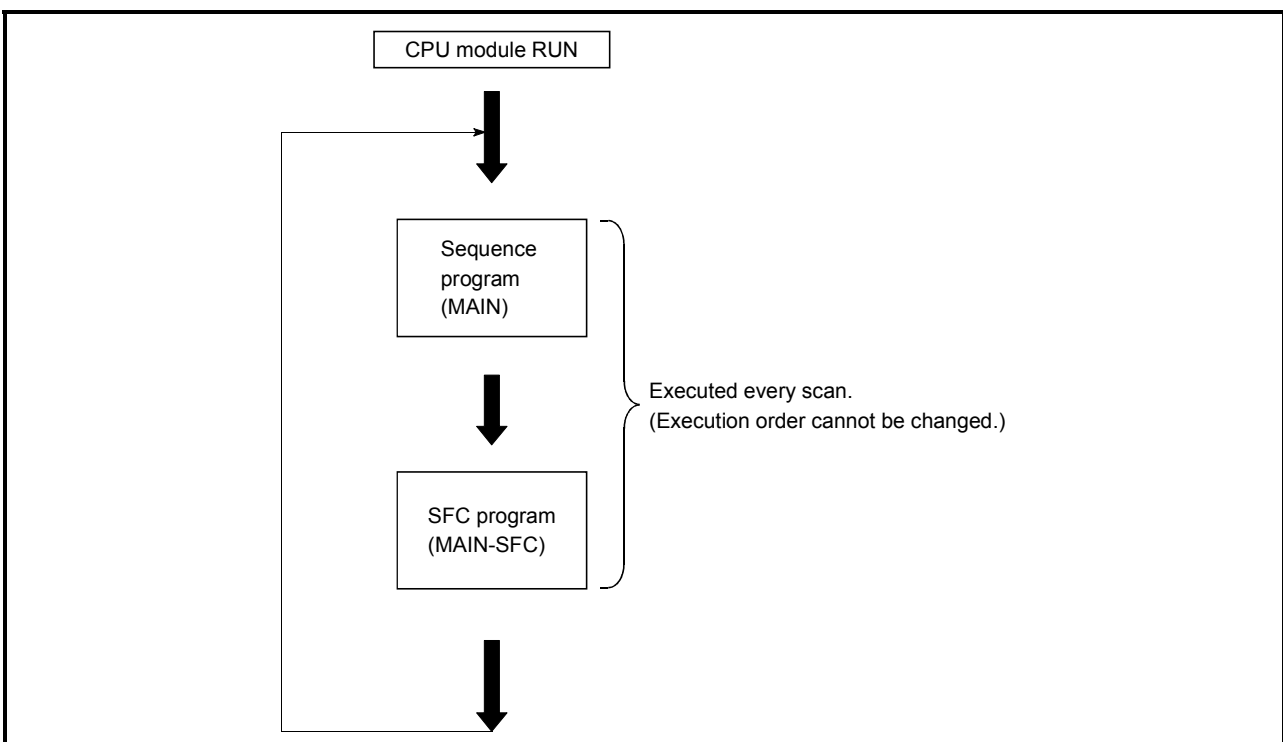 CPU module RUN
Sequence
program
(MAIN)
Executed every scan.
(Execution order cannot be changed.)
SFC program
(MAIN-SFC)